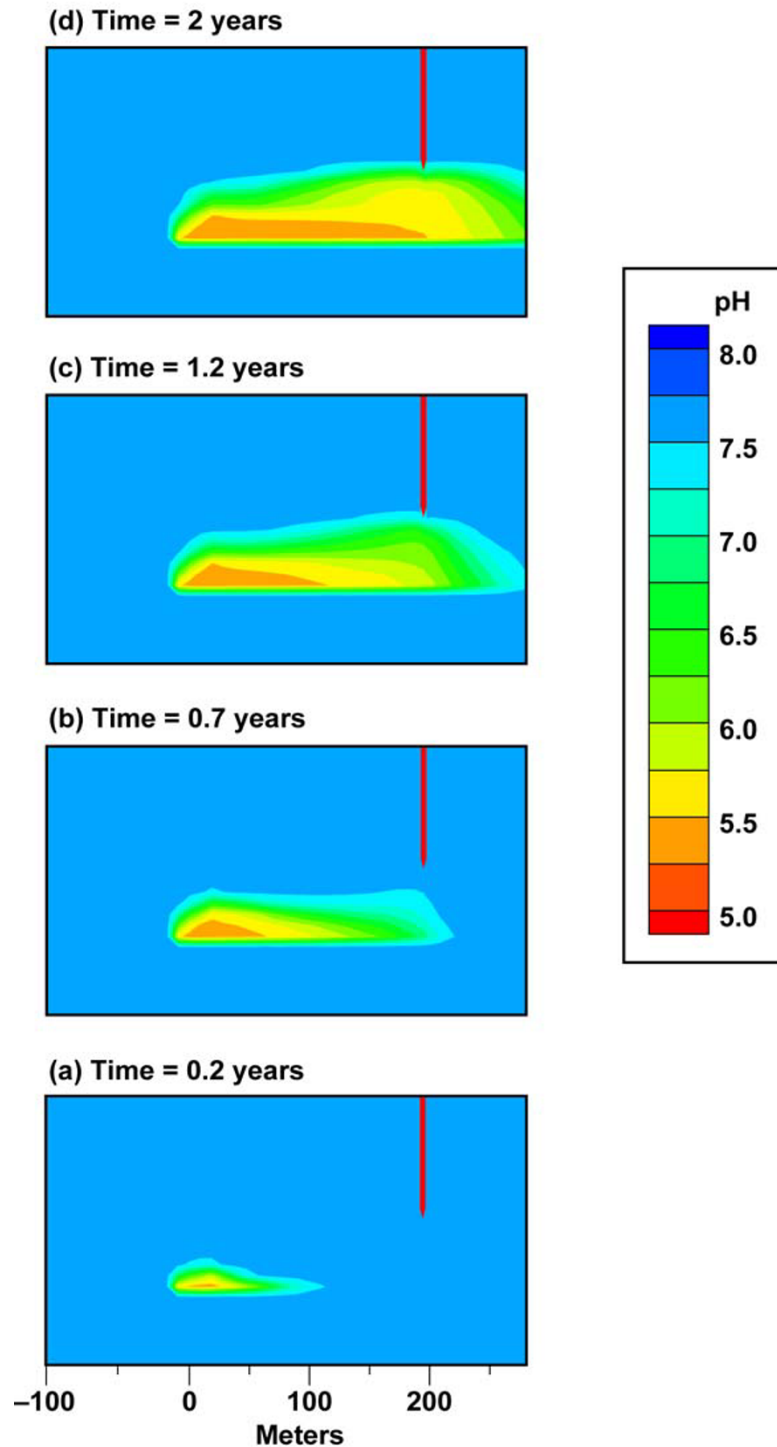 (d) Time = 2 years
(c) Time = 1.2 years
(b) Time = 0.7 years
(a) Time = 0.2 years
–100 0 100 200
Meters
pH
8.0
7.5
7.0
6.5
6.0
5.5
5.0